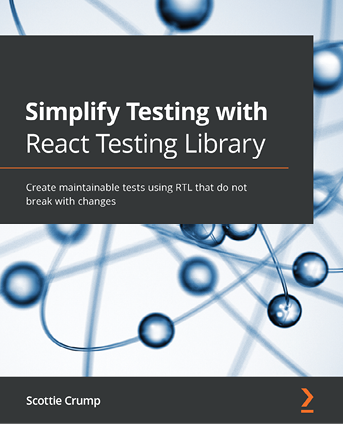 Simplify Testing with
React Testing Library
Create maintainable tests using RTL that do not
break with changes
Scottie Crump